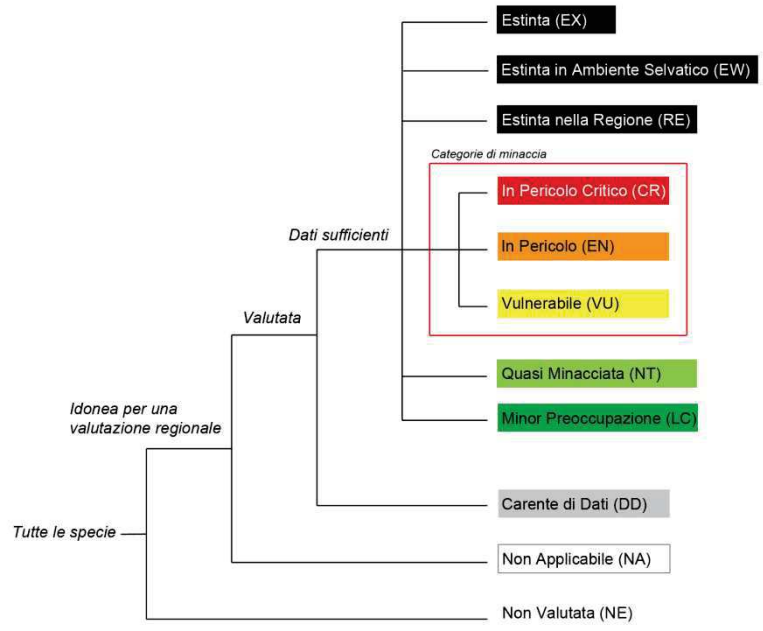 Estinta (EX)
Estinta in Ambiente Selvatico (EW)
Estinta nella Regione (RE)
Categorie di minaccia
In Pericolo Critico (CR)
Dati sufficienti
In Pericolo (EN)
Valutata
Vulnerabile (VU)
Quasi Minacciata (NT)
Idonea per una
valutazione regionale
Minor Preoccupazione (LC)
Carente di Dati (DD)
Tutte le specie
Non Applicabile (NA)
Non Valutata (NE)